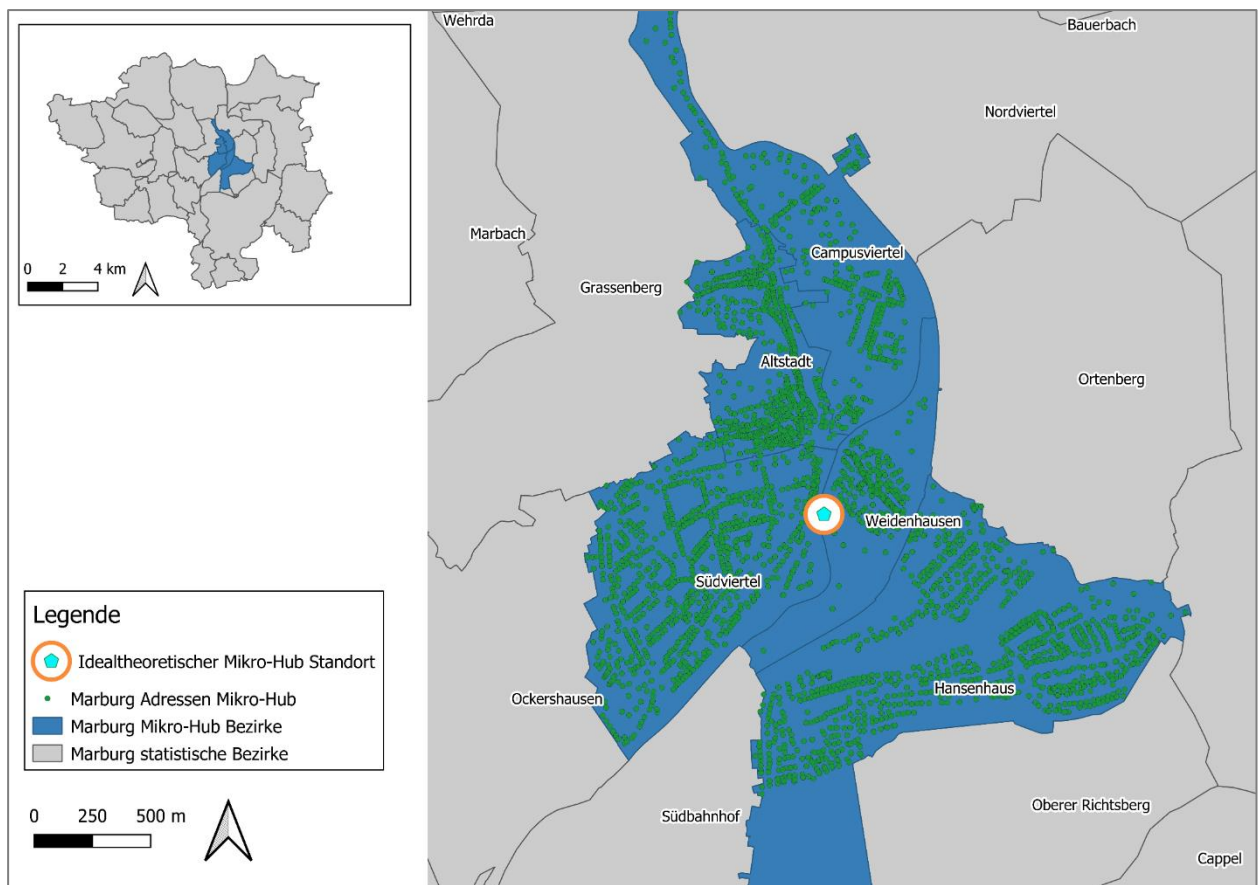 0 2 4 km
Legende
Idealtheoretischer Mikro-Hub Standort
Marburg Adressen Mikro-Hub
Marburg Mikro-Hub Bezirke
Marburg statistische Bezirke
0 250 500 m
Wehrda
Bauerbach
Nordviertel
Marbach
Campusviertel
Grassenberg
Altstadt
Ortenberg
Weidenhausen
Südviertel
Ockershausen
Hansenhaus
Südbahnhof
Oberer Richtsberg
Cappel